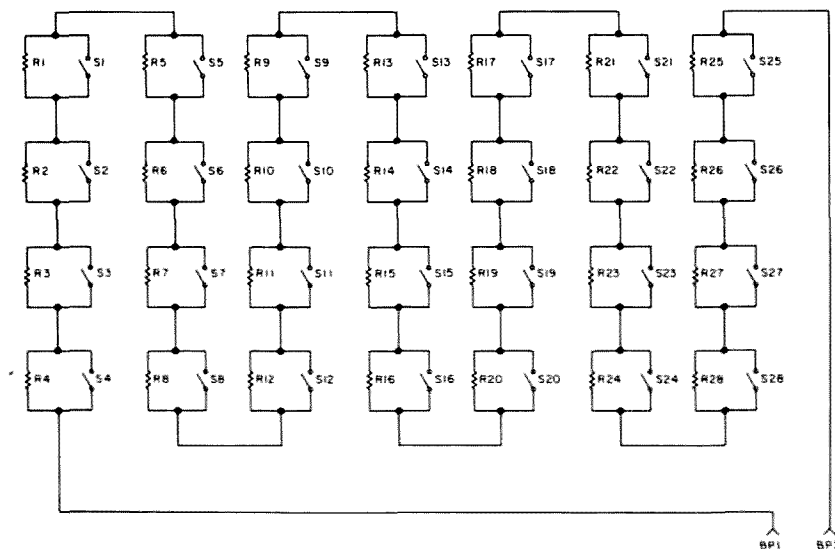 R1 S1 R5 S5 R9 S9 R13 S13 R17 S17 R21 S21 R25 S25
R2 S2 R6 S6 R10 S10 R14 S14 R18 S18 R22 S22 R26 S26
R3 S3 R7 S7 R11 S11 R15 S15 R19 S19 R23 S23 R27 S27
R4 S4 R8 S8 R12 S12 R16 S16 R20 S20 R24 S24 R28 S28
BP1